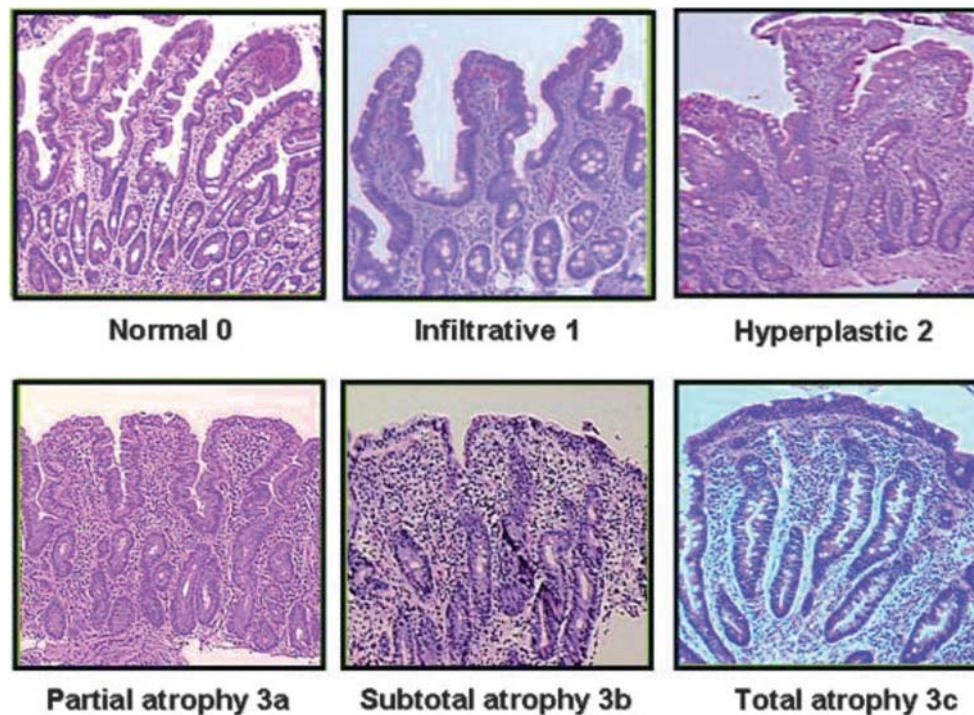 Normal 0
Infiltrative 1
Hyperplastic 2
Partial atrophy 3a
Subtotal atrophy 3b
Total atrophy 3c